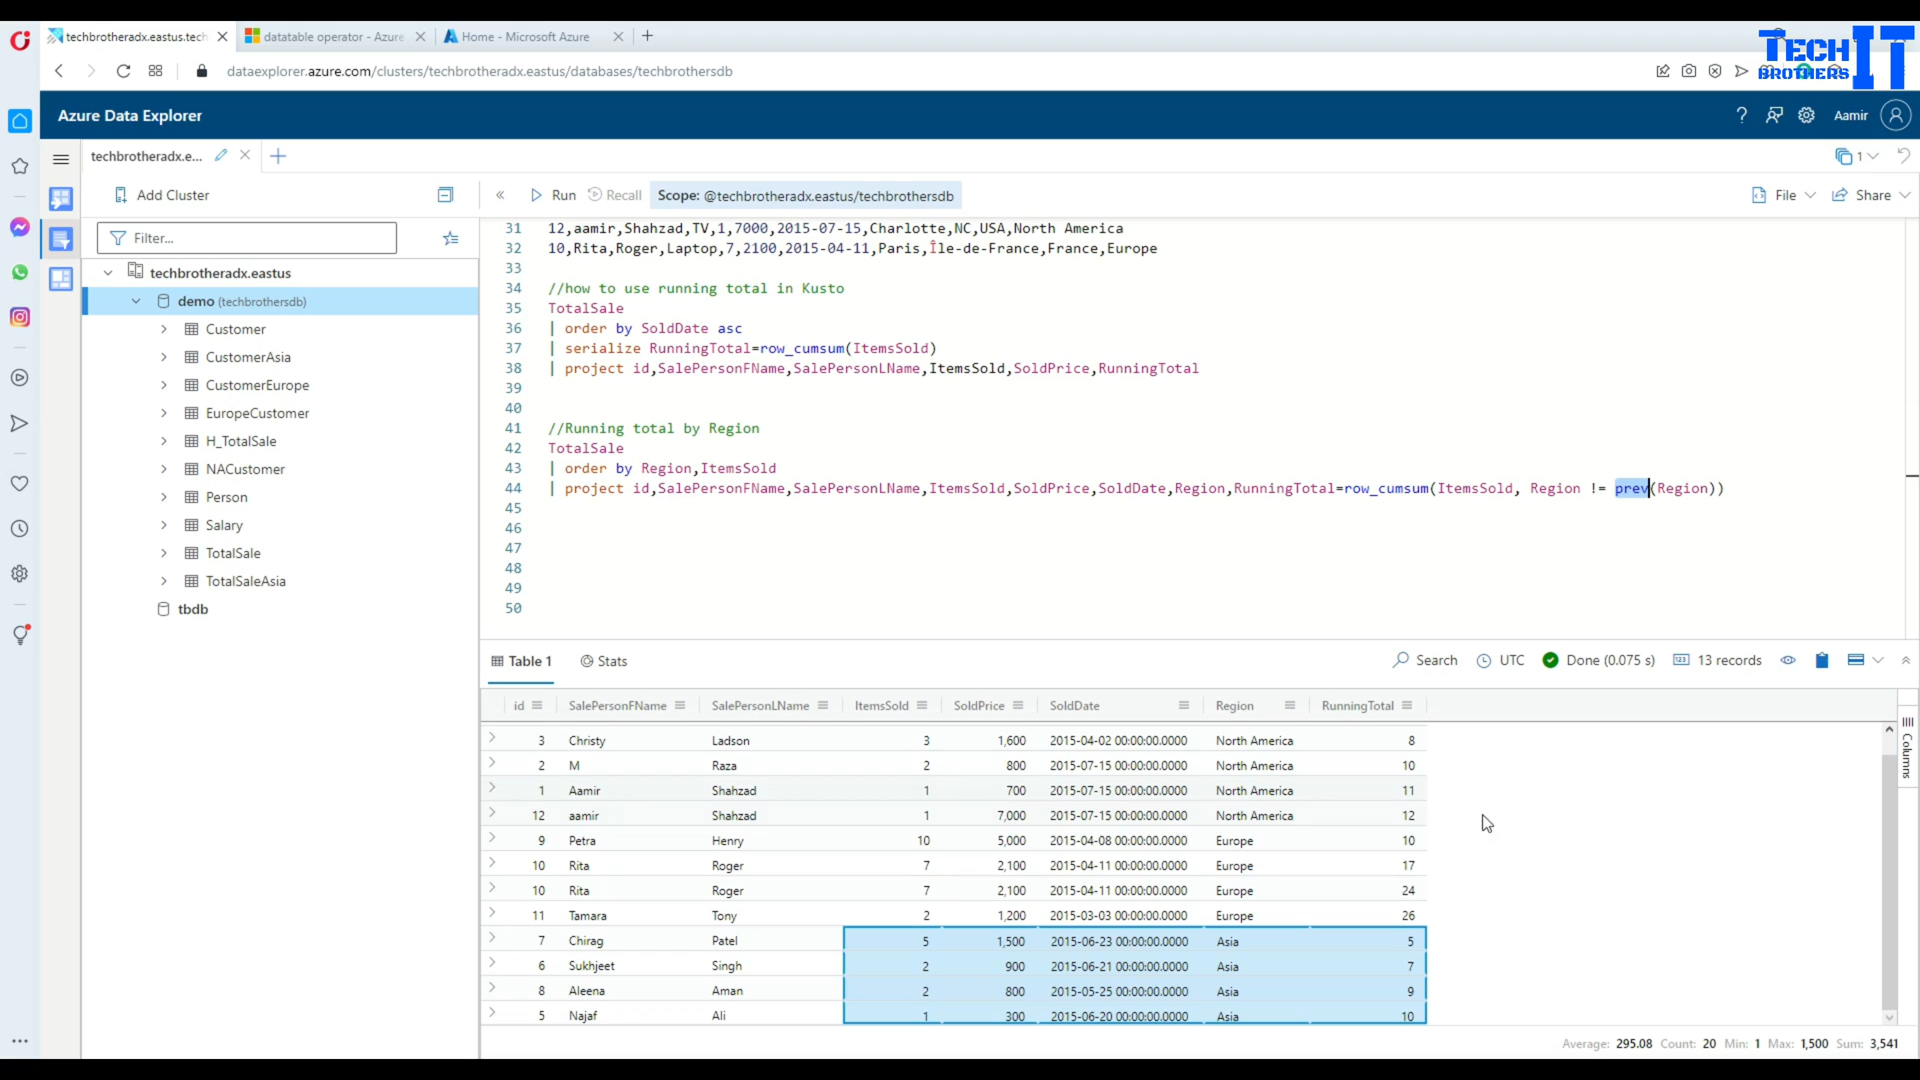 techbrotheradx.eastus.tech
datatable operator - Azure
Home - Microsoft Azure
TECH
BROTHERS
IT
dataexplorer.azure.com/clusters/techbrotheradx.eastus/databases/techbrothersdb
Azure Data Explorer
? Aamir
techbrotheradx.e...
1
Add Cluster
Run Recall Scope: @techbrotheradx.eastus/techbrothersdb File Share
Filter...
techbrotheradx.eastus
demo (techbrothersdb)
Customer
CustomerAsia
CustomerEurope
EuropeCustomer
H_TotalSale
NACustomer
Person
Salary
TotalSale
TotalSaleAsia
tbdb
31 12,aamir,Shahzad,TV,1,7000,2015-07-15,Charlotte,NC,USA,North America
32 10,Rita,Roger,Laptop,7,2100,2015-04-11,Paris,Île-de-France,France,Europe
33
34 //how to use running total in Kusto
35 TotalSale
36 | order by SoldDate asc
37 | serialize RunningTotal=row_cumsum(ItemsSold)
38 | project id,SalePersonFName,SalePersonLName,ItemsSold,SoldPrice,RunningTotal
39
40
41 //Running total by Region
42 TotalSale
43 | order by Region,ItemsSold
44 | project id,SalePersonFName,SalePersonLName,ItemsSold,SoldPrice,SoldDate,Region,RunningTotal=row_cumsum(ItemsSold, Region != prev(Region))
45
46
47
48
49
50
Table 1 Stats Search UTC Done (0.075 s) 13 records
id SalePersonFName SalePersonLName ItemsSold SoldPrice SoldDate Region RunningTotal
3 Christy Ladson 3 1,600 2015-04-02 00:00:00.0000 North America 8
2 M Raza 2 800 2015-07-15 00:00:00.0000 North America 10
1 Aamir Shahzad 1 700 2015-07-15 00:00:00.0000 North America 11
12 aamir Shahzad 1 7,000 2015-07-15 00:00:00.0000 North America 12
9 Petra Henry 10 5,000 2015-04-08 00:00:00.0000 Europe 10
10 Rita Roger 7 2,100 2015-04-11 00:00:00.0000 Europe 17
10 Rita Roger 7 2,100 2015-04-11 00:00:00.0000 Europe 24
11 Tamara Tony 2 1,200 2015-03-03 00:00:00.0000 Europe 26
7 Chirag Patel 5 1,500 2015-06-23 00:00:00.0000 Asia 5
6 Sukhjeet Singh 2 900 2015-06-21 00:00:00.0000 Asia 7
8 Aleena Aman 2 800 2015-05-25 00:00:00.0000 Asia 9
5 Najaf Ali 1 300 2015-06-20 00:00:00.0000 Asia 10
Columns
Average: 295.08 Count: 20 Min: 1 Max: 1,500 Sum: 3,541